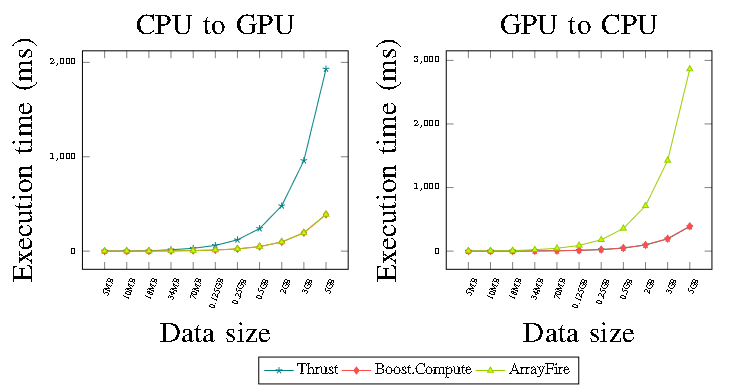 CPU to GPU
GPU to CPU
Execution time (ms)
2,000
1,000
0
5MB 10MB 18MB 34MB 70MB 0.125GB 0.25GB 0.5GB 2GB 3GB 5GB
Data size
Execution time (ms)
3,000
2,000
1,000
0
5MB 10MB 18MB 34MB 70MB 0.125GB 0.25GB 0.5GB 2GB 3GB 5GB
Data size
Thrust Boost.Compute ArrayFire